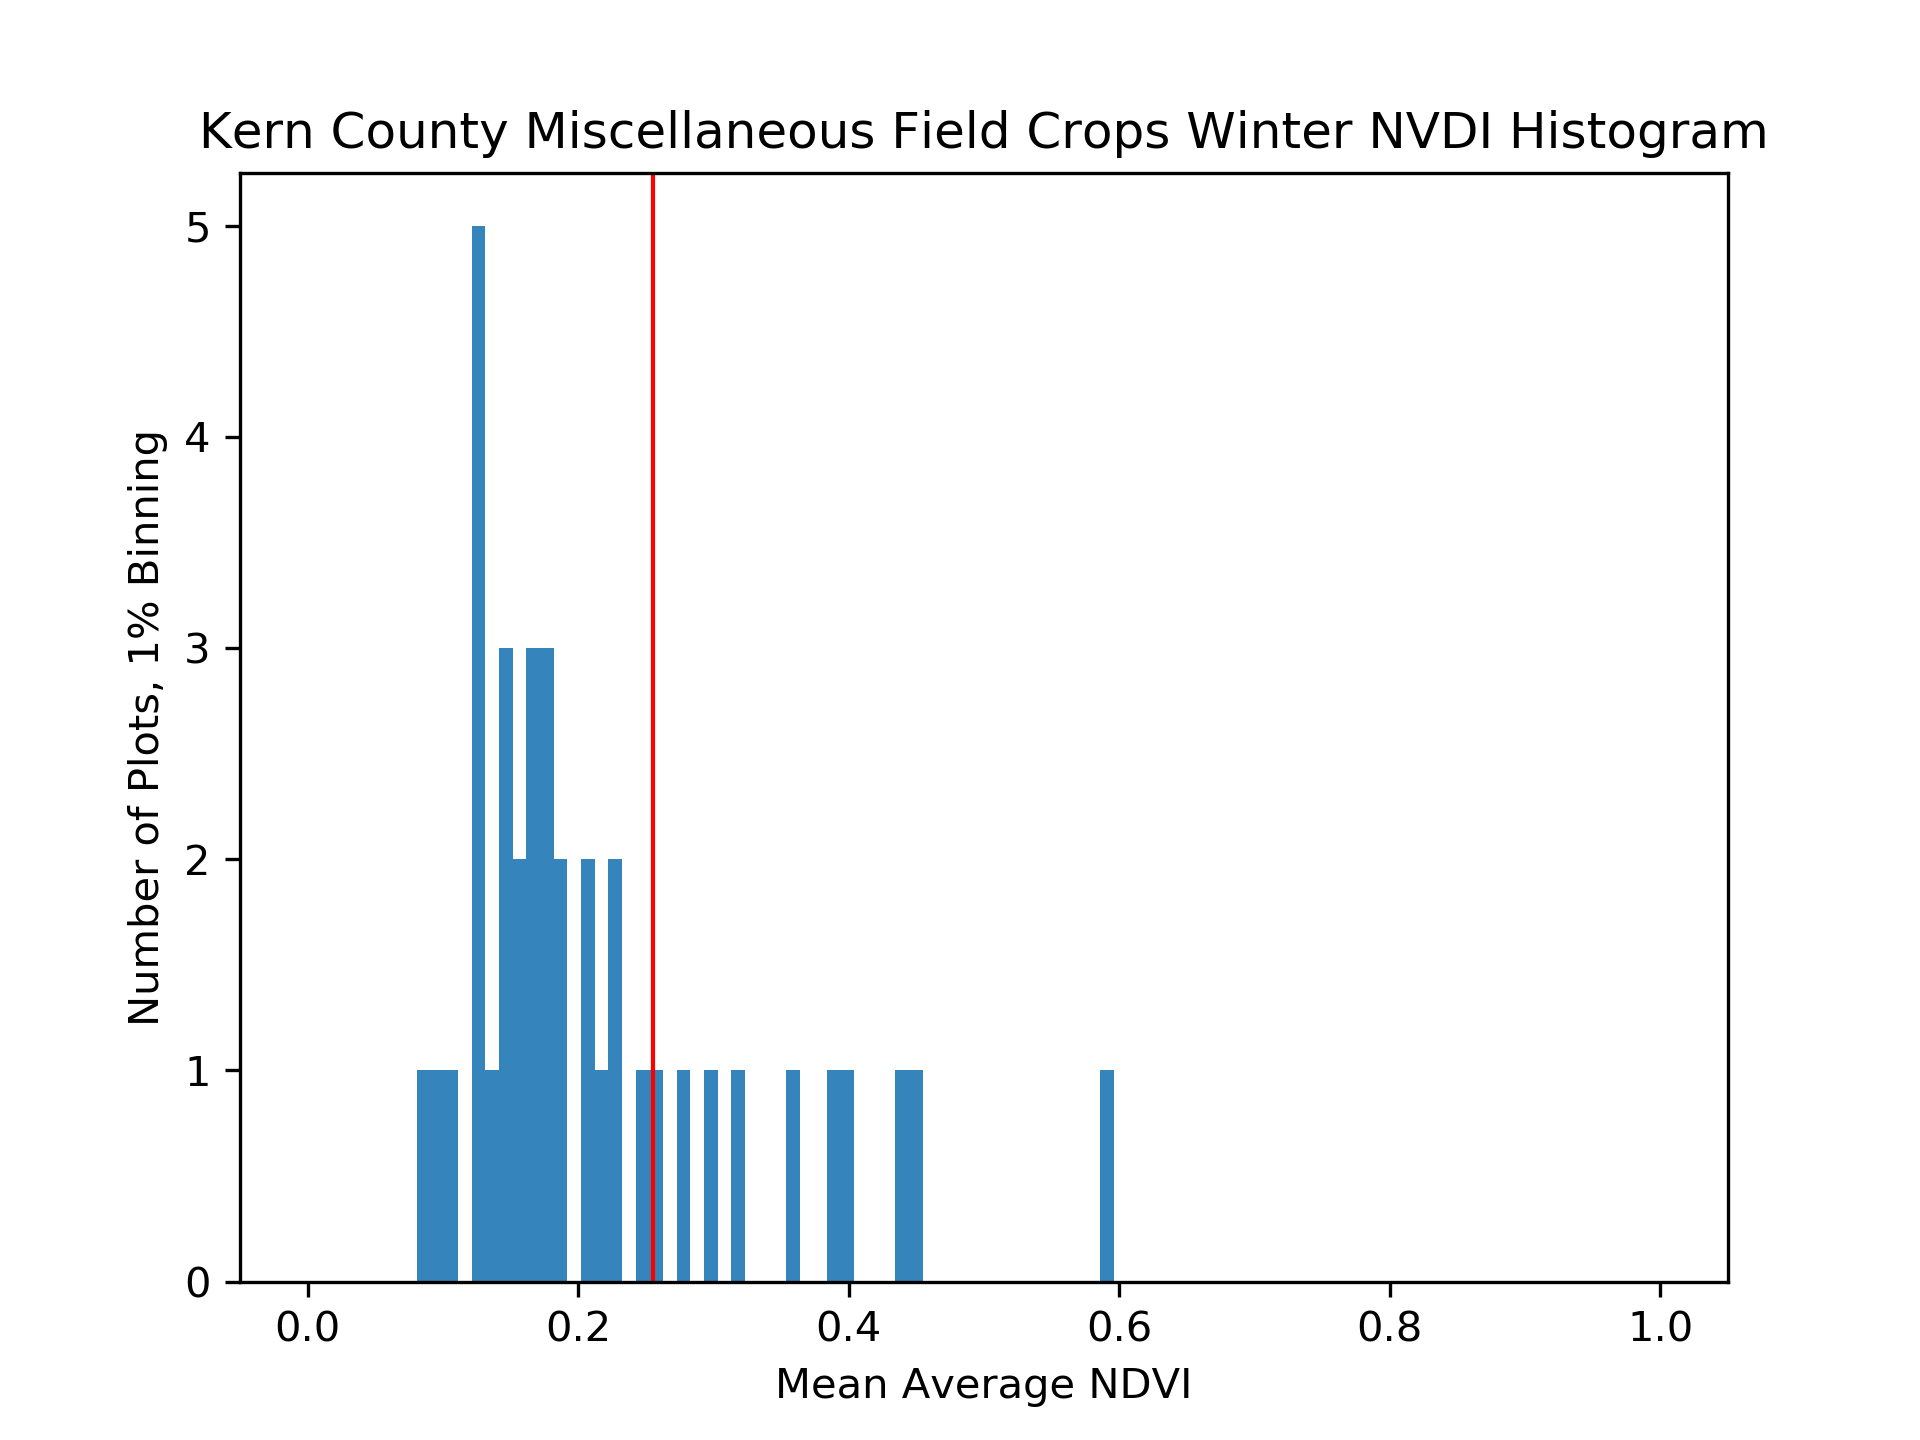 Kern County Miscellaneous Field Crops Winter NVDI Histogram
Number of Plots, 1% Binning
5
4
3
2
1
0
0.0 0.2 0.4 0.6 0.8 1.0
Mean Average NDVI